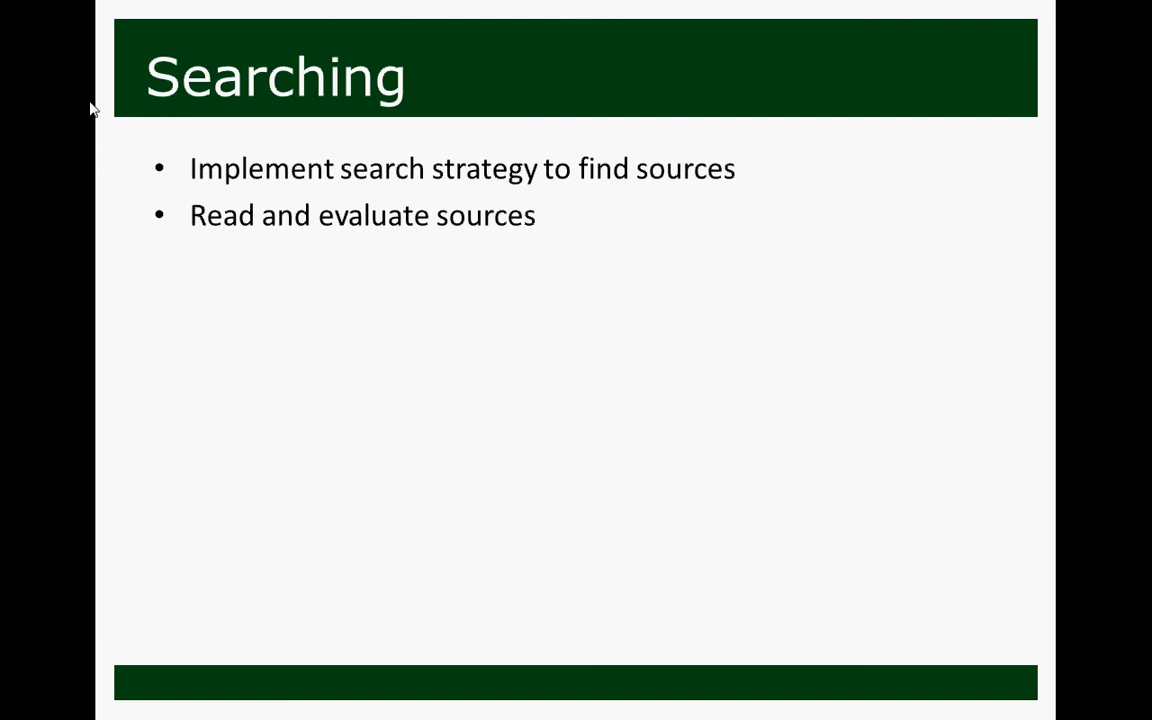 Searching
• Implement search strategy to find sources
• Read and evaluate sources